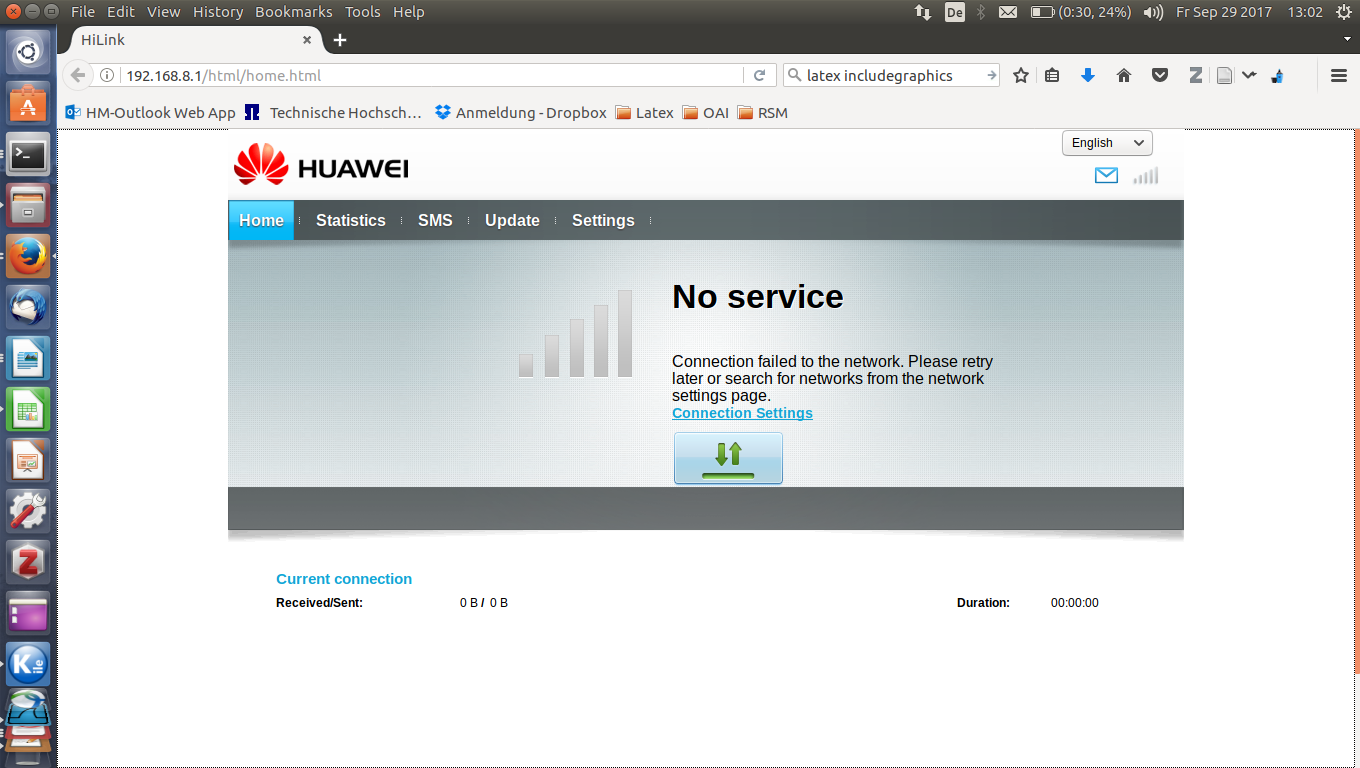 File Edit View History Bookmarks Tools Help De (0:30, 24%) Fr Sep 29 2017 13:02
HiLink
192.168.8.1/html/home.html latex includegraphics
HM-Outlook Web App Technische Hochsch... Anmeldung - Dropbox Latex OAI RSM
HUAWEI English
Home Statistics SMS Update Settings
No service
Connection failed to the network. Please retry
later or search for networks from the network
settings page.
Connection Settings
Current connection
Received/Sent: 0 B / 0 B Duration: 00:00:00